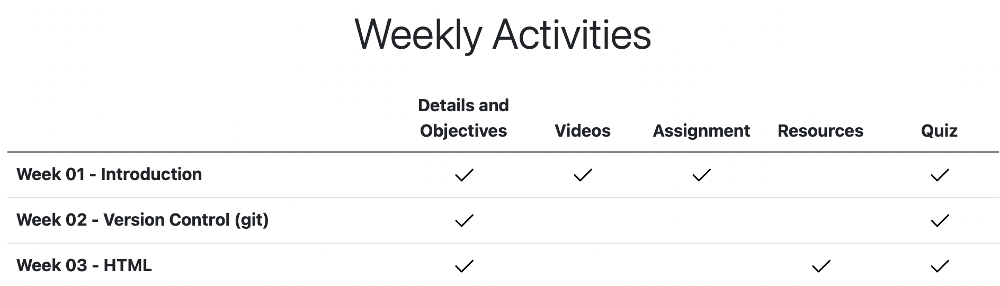 Weekly Activities
Details and
Objectives Videos Assignment Resources Quiz
Week 01 - Introduction ✓ ✓ ✓ ✓
Week 02 - Version Control (git) ✓ ✓
Week 03 - HTML ✓ ✓ ✓